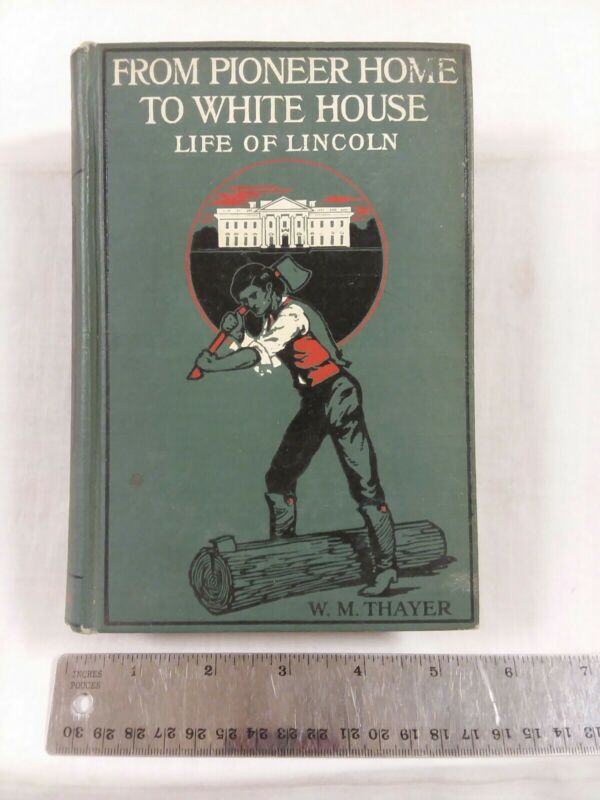 FROM PIONEER HOME
TO WHITE HOUSE
LIFE OF LINCOLN
W. M. THAYER
INCHES 1 2 3 4 5 6 7
POUCES
30 29 28 27 26 25 24 23 22 21 20 19 18 17 16 15 14 13